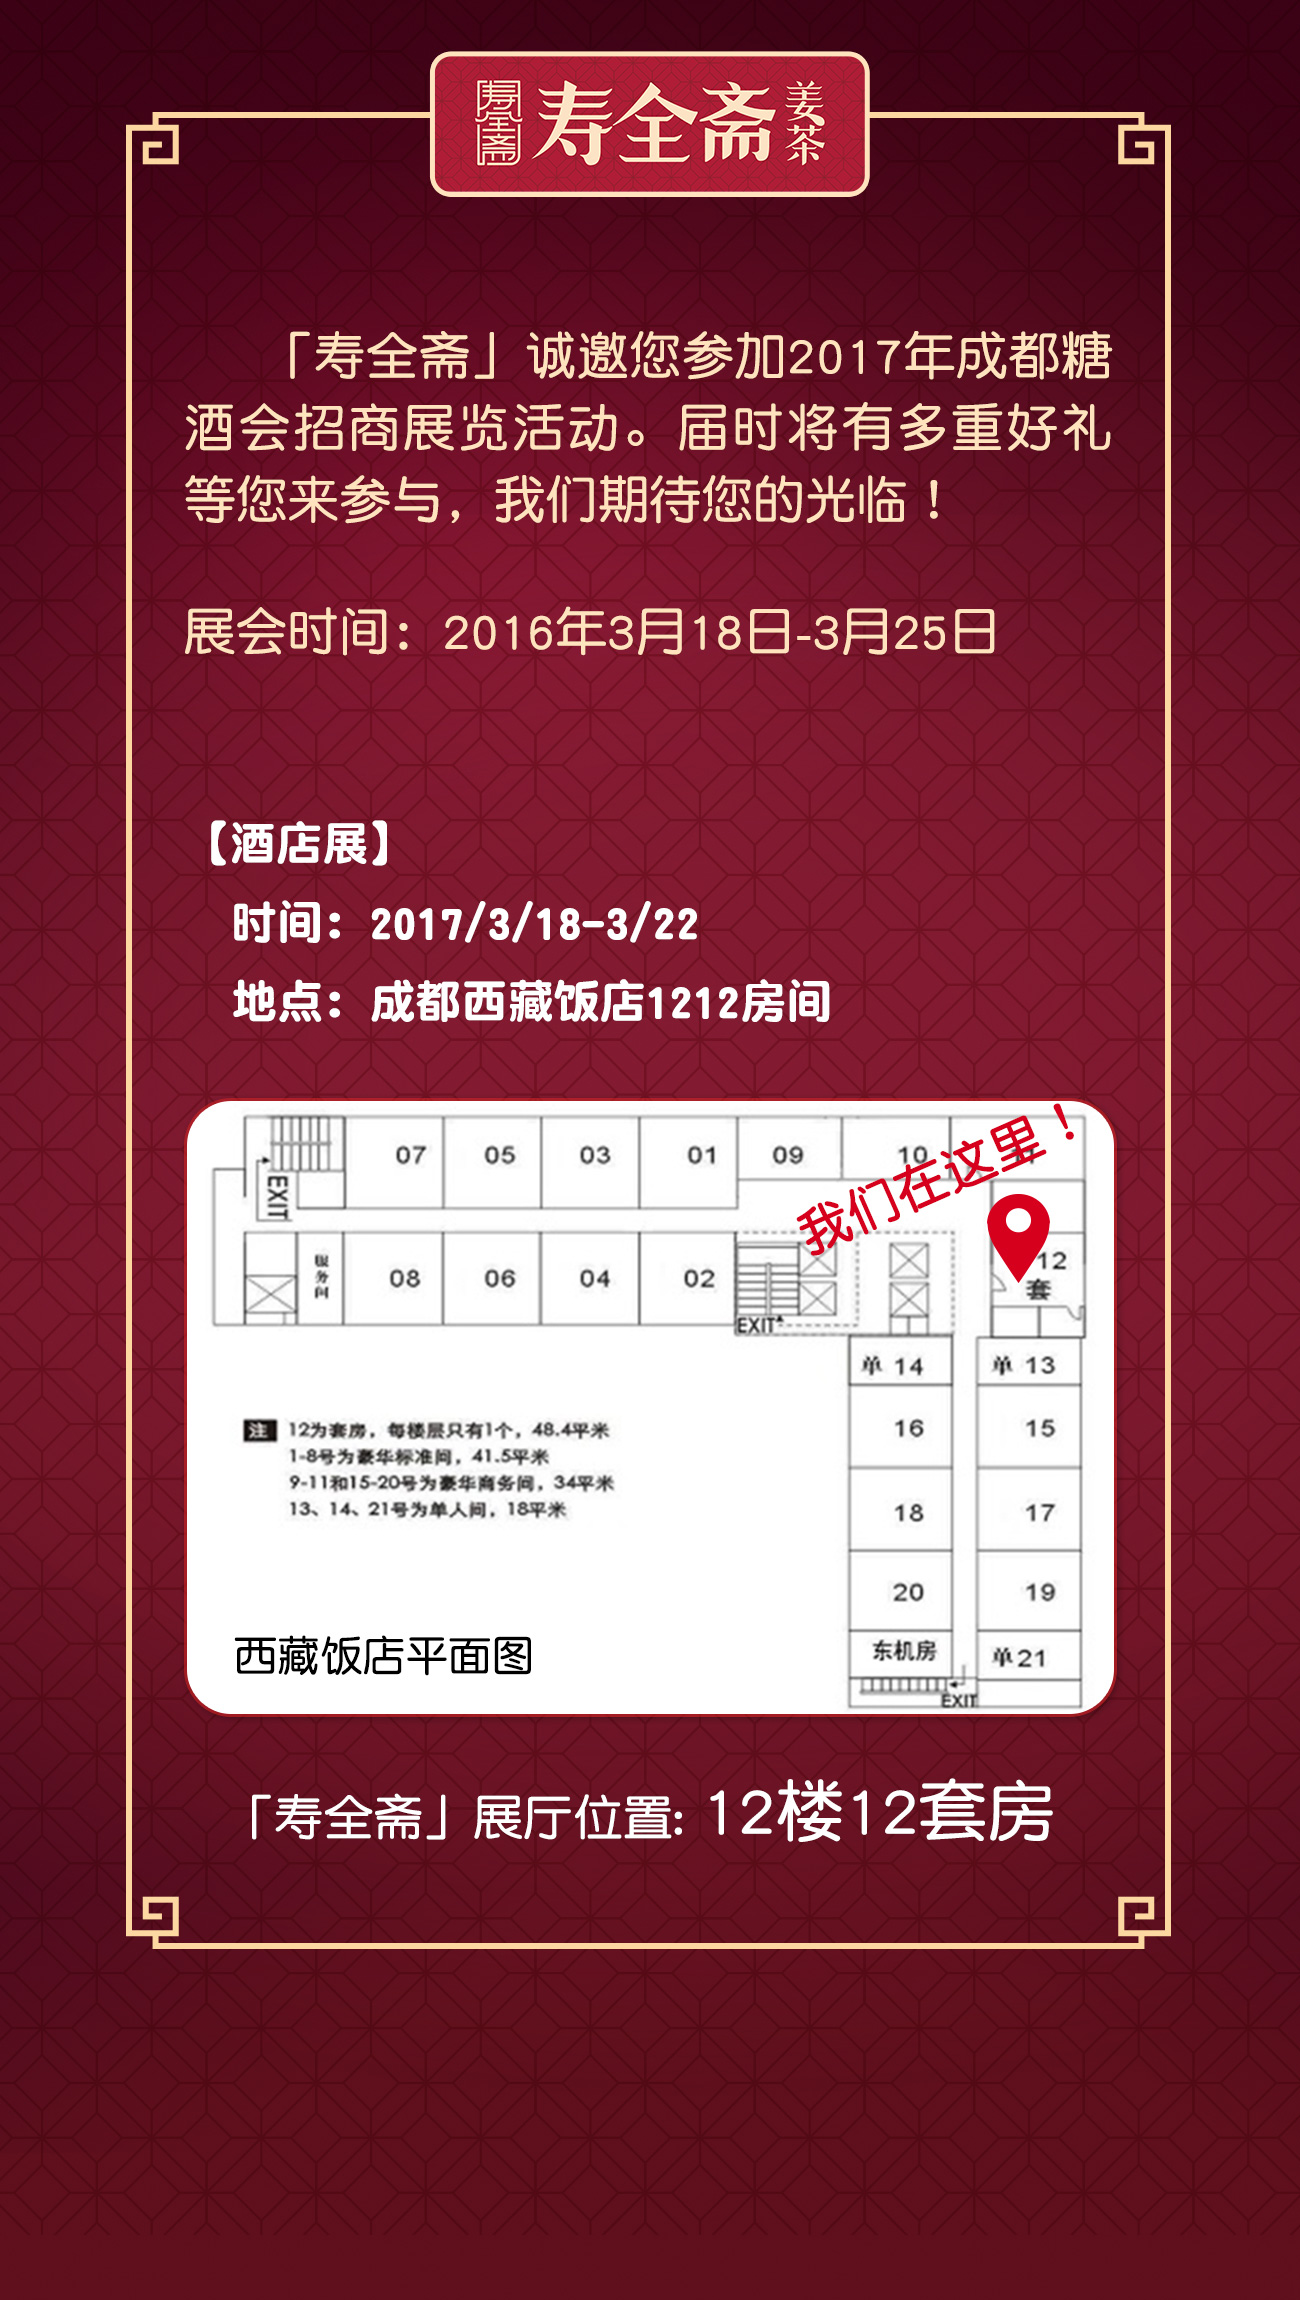 寿全斋
寿全斋
姜茶
「寿全斋」诚邀您参加2017年成都糖
酒会招商展览活动。届时将有多重好礼
等您来参与，我们期待您的光临！
展会时间：2016年3月18日-3月25日
【酒店展】
时间：2017/3/18-3/22
地点：成都西藏饭店1212房间
07 05 03 01 09 10
我们在这里！
EXIT
服务间 08 06 04 02
12
套
EXIT
单 14 单 13
16 15
18 17
20 19
东机房 单21
EXIT
注 12为套房，每楼层只有1个，48.4平米
1-8号为豪华标准间，41.5平米
9-11和15-20号为豪华商务间，34平米
13、14、21号为单人间，18平米
西藏饭店平面图
「寿全斋」展厅位置: 12楼12套房